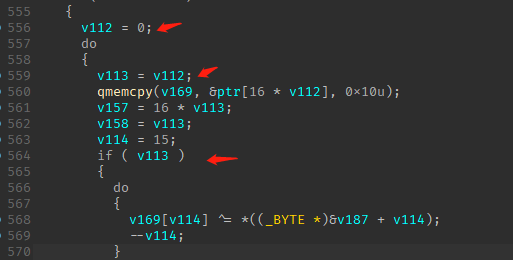 555 {
556 v112 = 0;
557 do
558 {
559 v113 = v112;
560 qmemcpy(v169, &ptr[16 * v112], 0×10u);
561 v157 = 16 * v113;
562 v158 = v113;
563 v114 = 15;
564 if ( v113 )
565 {
566 do
567 {
568 v169[v114] ^= *((_BYTE *)&v187 + v114);
569 --v114;
570 }